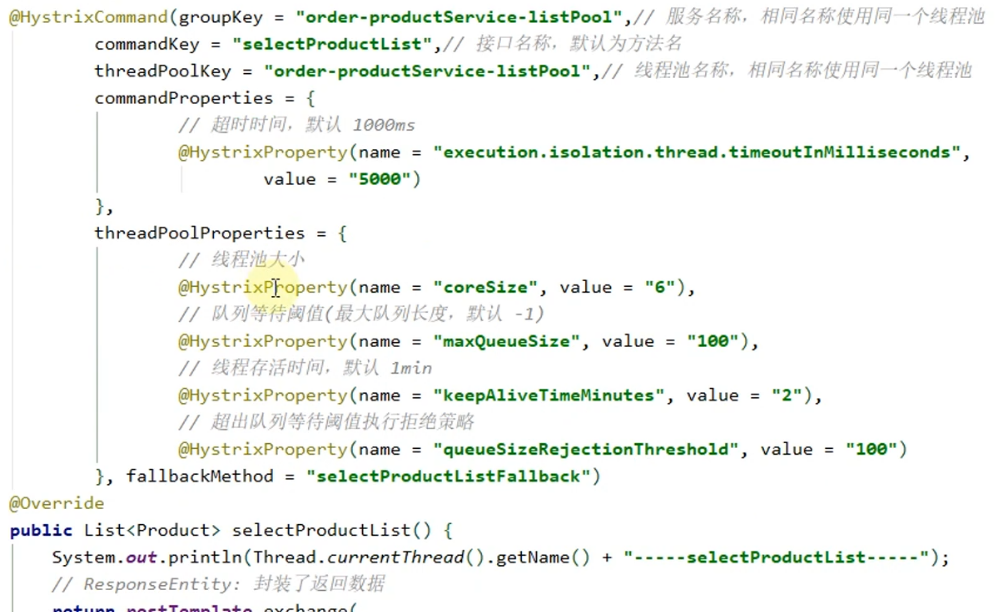 @HystrixCommand(groupKey = "order-productService-listPool",// 服务名称，相同名称使用同一个线程池
commandKey = "selectProductList",// 接口名称，默认为方法名
threadPoolKey = "order-productService-listPool",// 线程池名称，相同名称使用同一个线程池
commandProperties = {
// 超时时间，默认 1000ms
@HystrixProperty(name = "execution.isolation.thread.timeoutInMilliseconds",
value = "5000")
},
threadPoolProperties = {
// 线程池大小
@HystrixProperty(name = "coreSize", value = "6"),
// 队列等待阈值(最大队列长度，默认 -1)
@HystrixProperty(name = "maxQueueSize", value = "100"),
// 线程存活时间，默认 1min
@HystrixProperty(name = "keepAliveTimeMinutes", value = "2"),
// 超出队列等待阈值执行拒绝策略
@HystrixProperty(name = "queueSizeRejectionThreshold", value = "100")
}, fallbackMethod = "selectProductListFallback")
@Override
public List<Product> selectProductList() {
System.out.println(Thread.currentThread().getName() + "-----selectProductList-----");
// ResponseEntity: 封装了返回数据
return restTemplate.exchange(